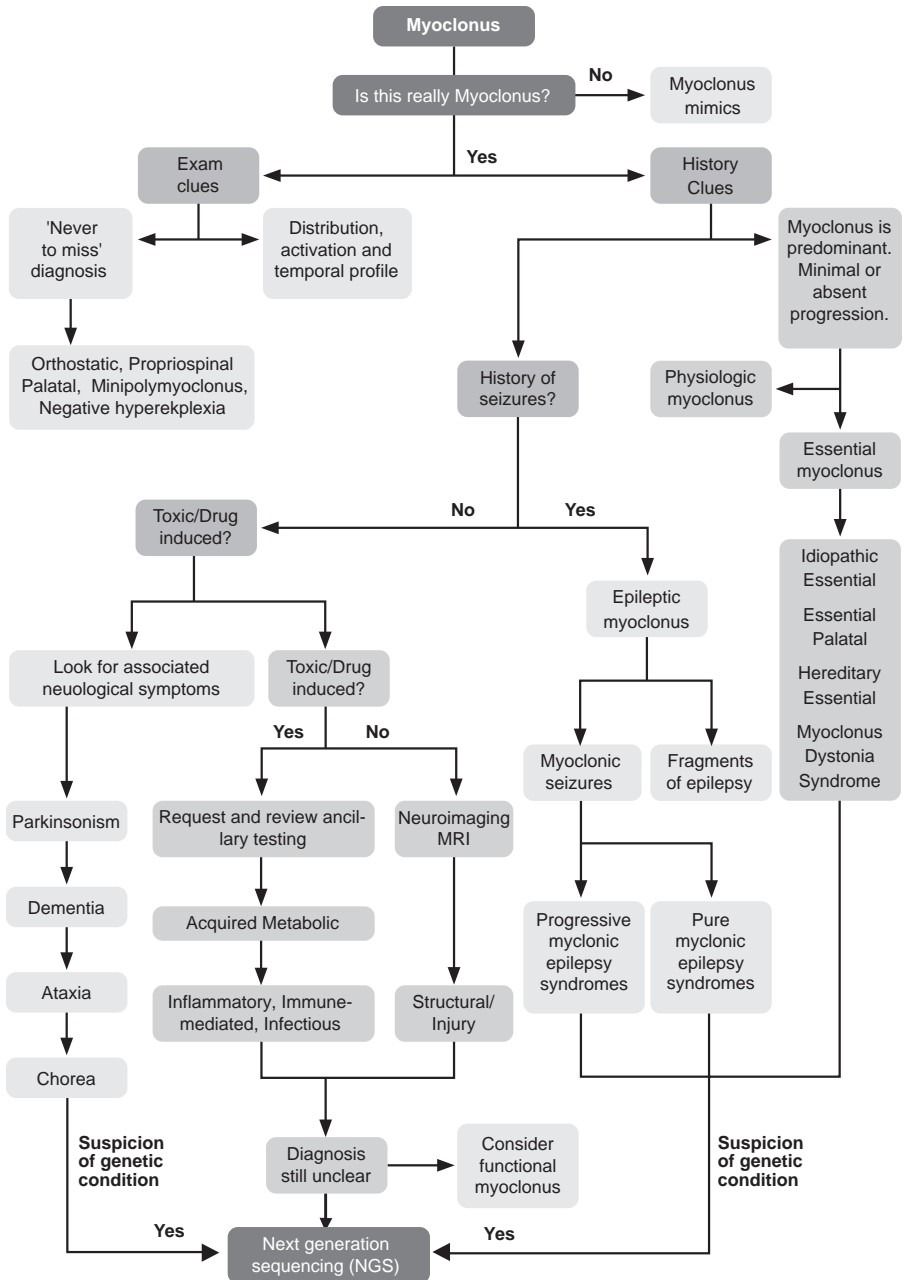 Myoclonus
Is this really Myoclonus?
No
Myoclonus
mimics
Yes
Exam
clues
History
Clues
'Never
to miss'
diagnosis
Distribution,
activation and
temporal profile
Myoclonus is
predominant.
Minimal or
absent
progression.
Orthostatic, Propriospinal
Palatal, Minipolymyoclonus,
Negative hyperekplexia
History of
seizures?
Physiologic
myoclonus
Essential
myoclonus
Toxic/Drug
induced?
No
Yes
Idiopathic
Essential
Essential
Palatal
Hereditary
Essential
Myoclonus
Dystonia
Syndrome
Epileptic
myoclonus
Look for associated
neuological symptoms
Toxic/Drug
induced?
Yes
No
Myoclonic
seizures
Fragments
of epilepsy
Parkinsonism
Request and review ancil-
lary testing
Neuroimaging
MRI
Dementia
Acquired Metabolic
Progressive
myclonic
epilepsy
syndromes
Pure
myclonic
epilepsy
syndromes
Ataxia
Inflammatory, Immune-
mediated, Infectious
Structural/
Injury
Chorea
Suspicion
of genetic
condition
Diagnosis
still unclear
Consider
functional
myoclonus
Suspicion
of genetic
condition
Yes
Next generation
sequencing (NGS)
Yes